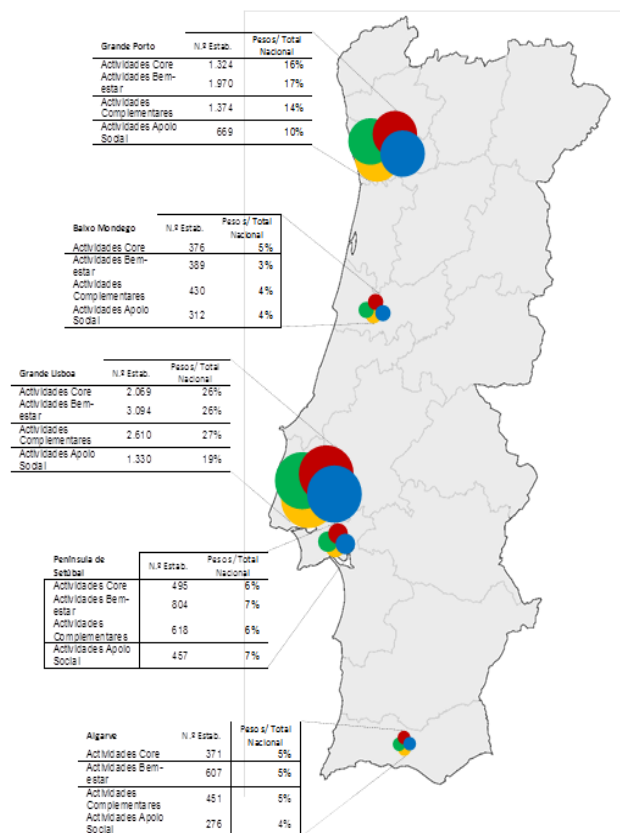 Grande Porto N.º Estab. Pesos/ Total
Nacional
Actividades Core 1.324 16%
Actividades Bem-
estar 1.970 17%
Actividades
Complementares 1.374 14%
Actividades Apoio
Social 669 10%
Baixo Mondego N.º Estab. Pesos/ Total
Nacional
Actividades Core 376 5%
Actividades Bem-
estar 389 3%
Actividades
Complementares 430 4%
Actividades Apoio
Social 312 4%
Grande Lisboa N.º Estab. Pesos/ Total
Nacional
Actividades Core 2.069 26%
Actividades Bem-
estar 3.094 26%
Actividades
Complementares 2.610 27%
Actividades Apoio
Social 1.330 19%
Península de
Setúbal N.º Estab. Pesos/ Total
Nacional
Actividades Core 495 6%
Actividades Bem-
estar 804 7%
Actividades
Complementares 618 6%
Actividades Apoio
Social 457 7%
Algarve N.º Estab. Pesos/ Total
Nacional
Actividades Core 371 5%
Actividades Bem-
estar 607 5%
Actividades
Complementares 451 5%
Actividades Apoio
Social 276 4%